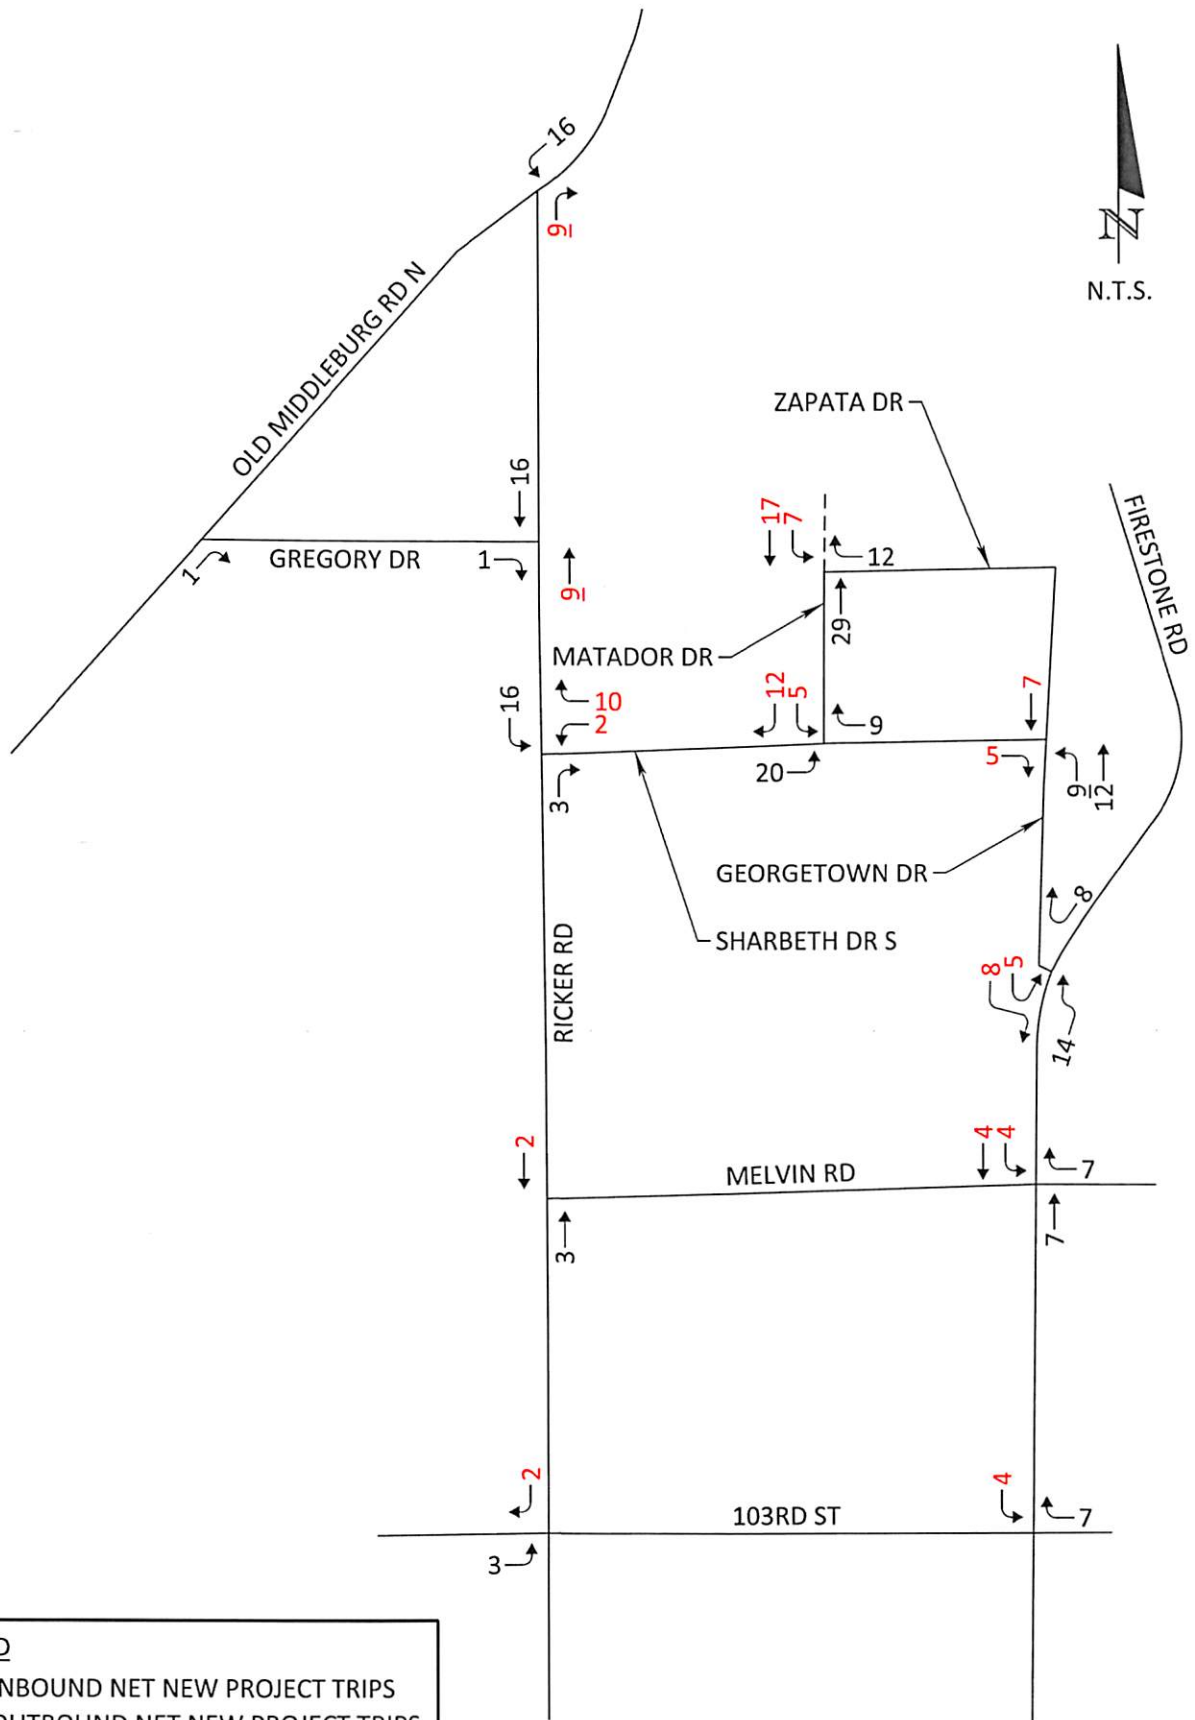 16
9
N
N.T.S.
OLD MIDDLEBURG RD N
ZAPATA DR
16
17
7
12
FIRESTONE RD
1
GREGORY DR
1
9
29
MATADOR DR
16
10
2
12
5
9
7
3
20
5
9
12
GEORGETOWN DR
8
SHARBETH DR S
RICKER RD
8
5
14
2
4
4
MELVIN RD
7
3
7
2
4
103RD ST
7
3
NBOUND NET NEW PROJECT TRIPS